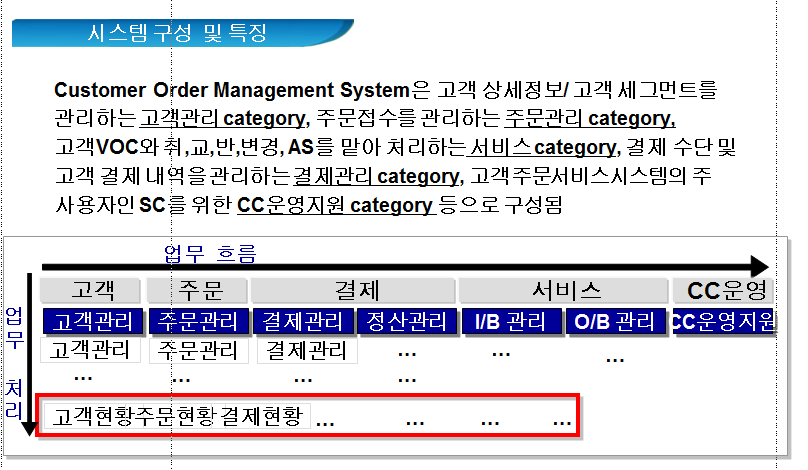 시스템 구성 및 특징
Customer Order Management System은 고객 상세정보/ 고객 세그먼트를
관리하는 고객관리 category, 주문접수를 관리하는 주문관리 category,
고객VOC와 취,교,반,변경, AS를 맡아 처리하는 서비스 category, 결제 수단 및
고객 결제 내역을 관리하는 결제관리 category, 고객주문서비스시스템의 주
사용자인 SC를 위한 CC운영지원 category 등으로 구성됨
업무 흐름
업무 처리
고객 주문 결제 서비스 CC운영
고객관리 주문관리 결제관리 정산관리 I/B 관리 O/B 관리 CC운영지원
고객관리 주문관리 결제관리 ... ... ...
... ... ... ...
고객현황주문현황 결제현황 ... ... ... ...